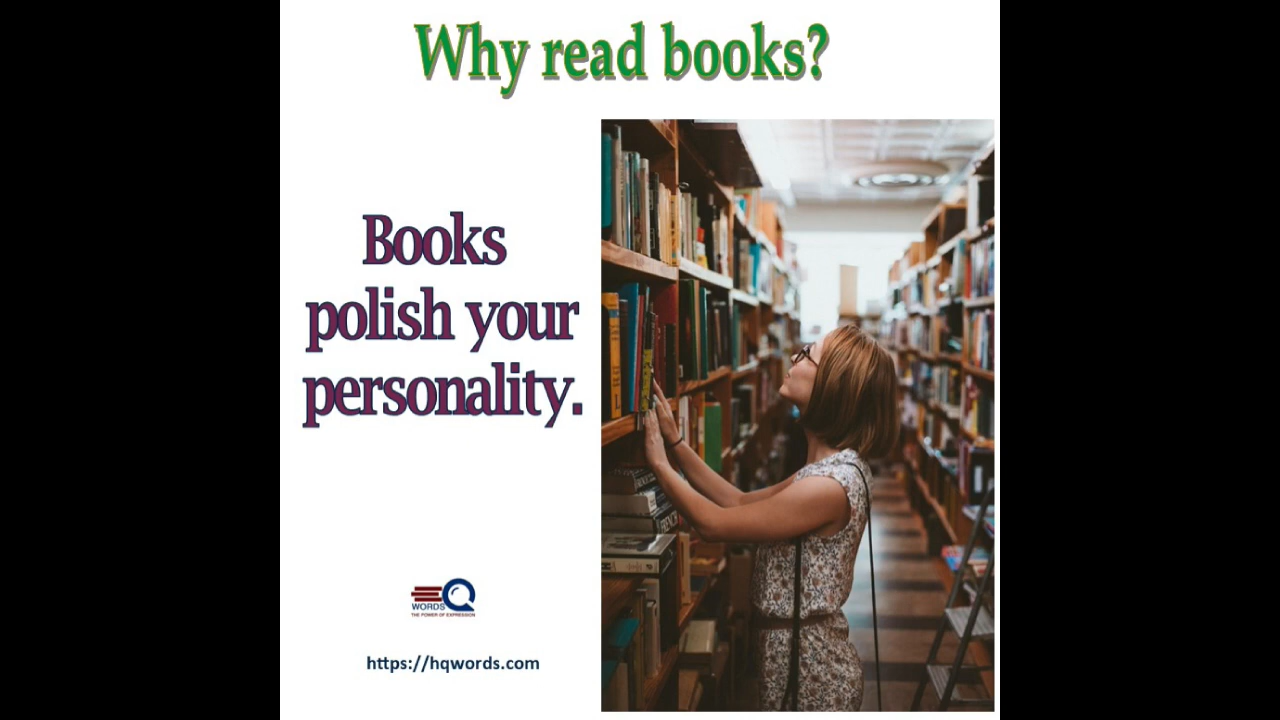 Why read books?
Books
polish your
personality.
WORDS
THE POWER OF EXPRESSION
https://hqwords.com